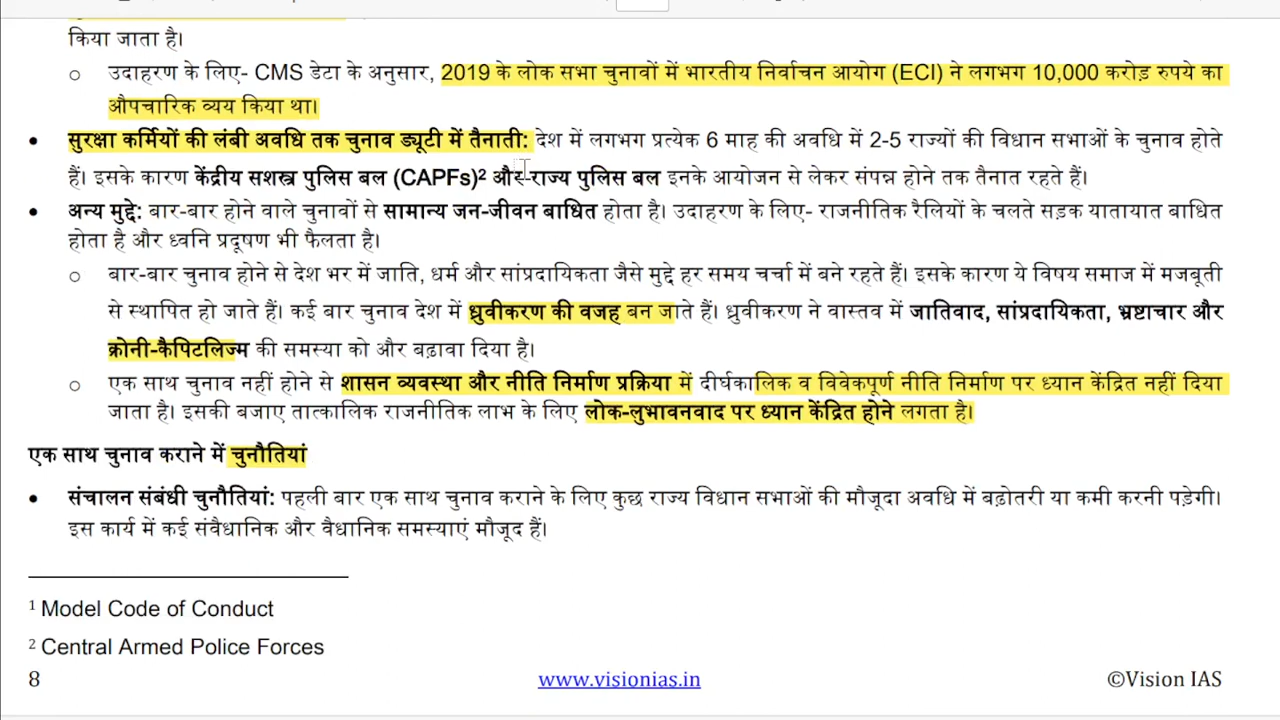 किया जाता है।
○ उदाहरण के लिए- CMS डेटा के अनुसार, 2019 के लोक सभा चुनावों में भारतीय निर्वाचन आयोग (ECI) ने लगभग 10,000 करोड़ रुपये का
औपचारिक व्यय किया था।
• सुरक्षा कर्मियों की लंबी अवधि तक चुनाव ड्यूटी में तैनाती: देश में लगभग प्रत्येक 6 माह की अवधि में 2-5 राज्यों की विधान सभाओं के चुनाव होते
हैं। इसके कारण केंद्रीय सशस्त्र पुलिस बल (CAPFs)² और राज्य पुलिस बल इनके आयोजन से लेकर संपन्न होने तक तैनात रहते हैं।
• अन्य मुद्दे: बार-बार होने वाले चुनावों से सामान्य जन-जीवन बाधित होता है। उदाहरण के लिए- राजनीतिक रैलियों के चलते सड़क यातायात बाधित
होता है और ध्वनि प्रदूषण भी फैलता है।
○ बार-बार चुनाव होने से देश भर में जाति, धर्म और सांप्रदायिकता जैसे मुद्दे हर समय चर्चा में बने रहते हैं। इसके कारण ये विषय समाज में मजबूती
से स्थापित हो जाते हैं। कई बार चुनाव देश में ध्रुवीकरण की वजह बन जाते हैं। ध्रुवीकरण ने वास्तव में जातिवाद, सांप्रदायिकता, भ्रष्टाचार और
क्रोनी-कैपिटलिज्म की समस्या को और बढ़ावा दिया है।
○ एक साथ चुनाव नहीं होने से शासन व्यवस्था और नीति निर्माण प्रक्रिया में दीर्घकालिक व विवेकपूर्ण नीति निर्माण पर ध्यान केंद्रित नहीं दिया
जाता है। इसकी बजाए तात्कालिक राजनीतिक लाभ के लिए लोक-लुभावनवाद पर ध्यान केंद्रित होने लगता है।
एक साथ चुनाव कराने में चुनौतियां
• संचालन संबंधी चुनौतियां: पहली बार एक साथ चुनाव कराने के लिए कुछ राज्य विधान सभाओं की मौजूदा अवधि में बढ़ोतरी या कमी करनी पड़ेगी।
इस कार्य में कई संवैधानिक और वैधानिक समस्याएं मौजूद हैं।
¹ Model Code of Conduct
² Central Armed Police Forces
8 www.visionias.in ©Vision IAS